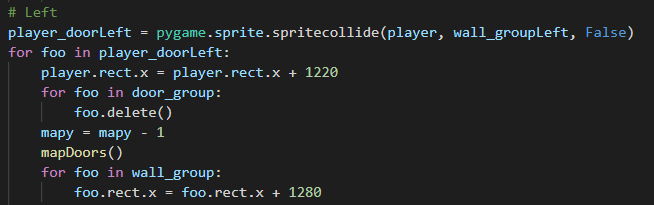 # Left
player_doorLeft = pygame.sprite.spritecollide(player, wall_groupLeft, False)
for foo in player_doorLeft:
    player.rect.x = player.rect.x + 1220
    for foo in door_group:
        foo.delete()
    mapy = mapy - 1
    mapDoors()
    for foo in wall_group:
        foo.rect.x = foo.rect.x + 1280